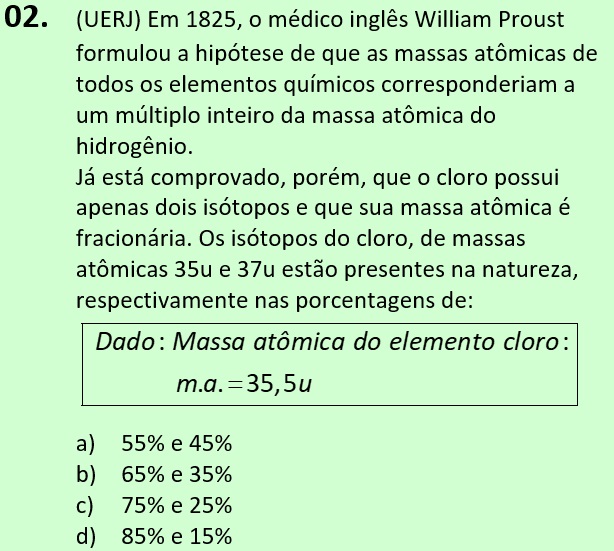 02. (UERJ) Em 1825, o médico inglês William Proust
formulou a hipótese de que as massas atômicas de
todos os elementos químicos corresponderiam a
um múltiplo inteiro da massa atômica do
hidrogênio.
Já está comprovado, porém, que o cloro possui
apenas dois isótopos e que sua massa atômica é
fracionária. Os isótopos do cloro, de massas
atômicas 35u e 37u estão presentes na natureza,
respectivamente nas porcentagens de:
Dado: Massa atômica do elemento cloro:
m.a.=35,5u
a) 55% e 45%
b) 65% e 35%
c) 75% e 25%
d) 85% e 15%